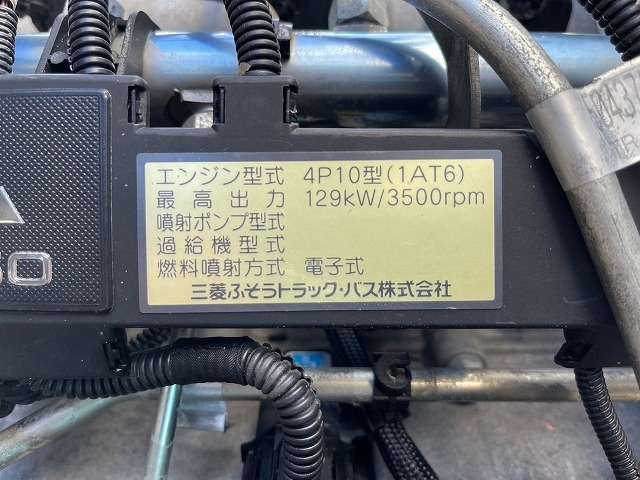 エンジン型式 4P10型(1AT6)
最高出力 129kW/3500rpm
噴射ポンプ型式
過給機型式
燃料噴射方式 電子式
三菱ふそうトラック・バス株式会社